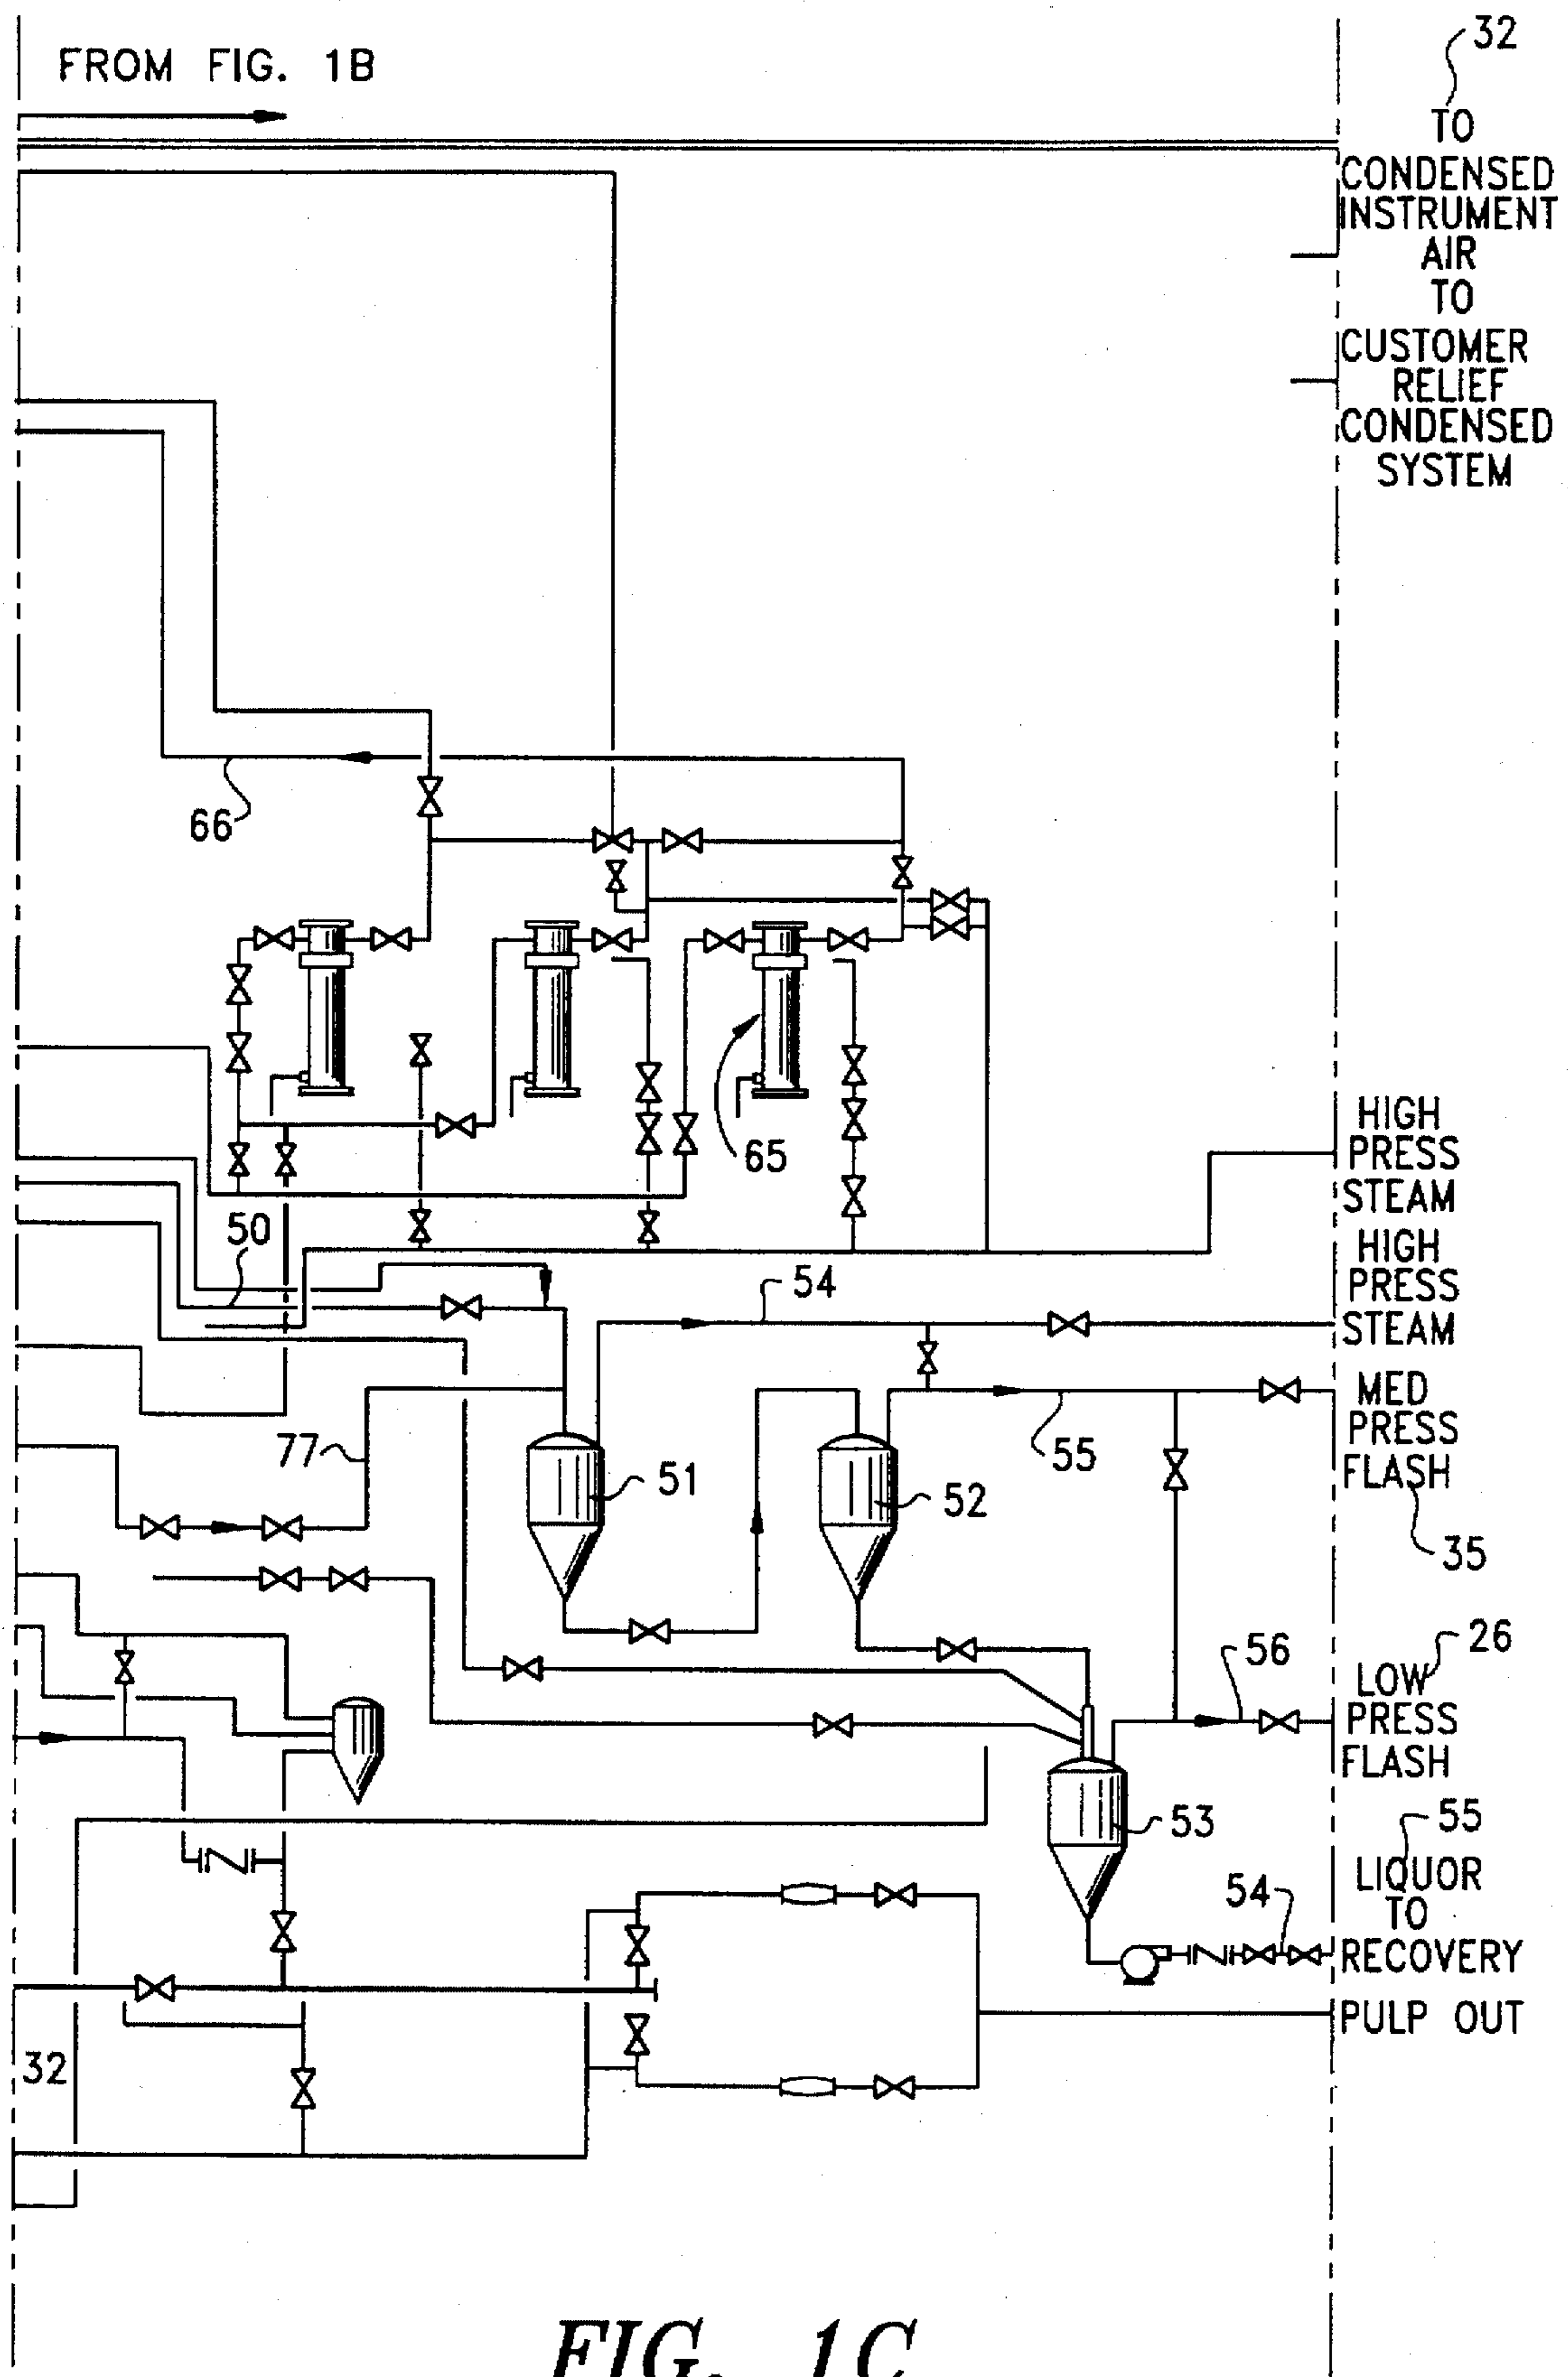 FROM FIG. 1B
32
TO
CONDENSED
INSTRUMENT
AIR
TO
CUSTOMER
RELIEF
CONDENSED
SYSTEM
66
65
HIGH
PRESS
STEAM
50
HIGH
PRESS
STEAM
54
MED
PRESS
FLASH
55
77
51
52
35
26
56
LOW
PRESS
FLASH
53
55
LIQUOR
TO
RECOVERY
54
PULP OUT
32
FIG. 1C